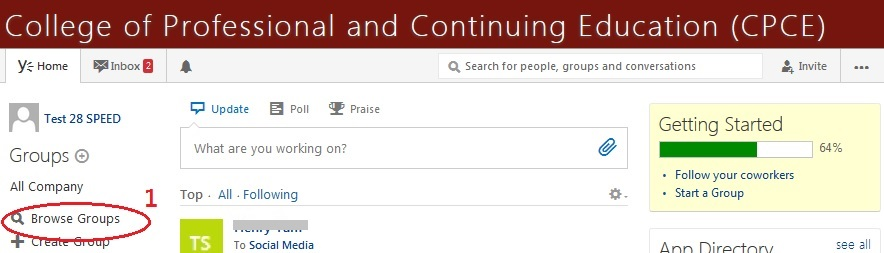 College of Professional and Continuing Education (CPCE)
Home
Inbox 2
Search for people, groups and conversations
Invite
Test 28 SPEED
Groups
All Company
Browse Groups
1
Create Group
Update Poll Praise
What are you working on?
Top · All · Following
TS
To Social Media
Getting Started
64%
• Follow your coworkers
• Start a Group
App Directory
see all